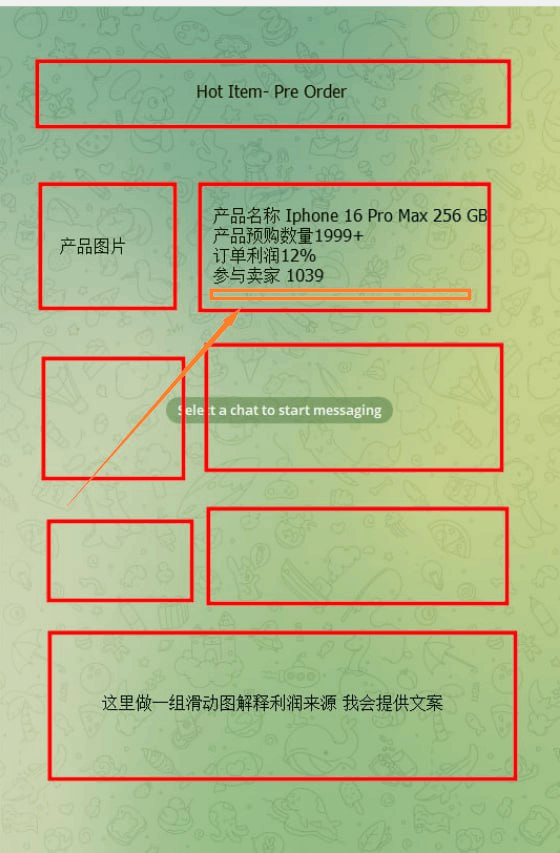 Hot Item- Pre Order
产品图片
产品名称 Iphone 16 Pro Max 256 GB
产品预购数量1999+
订单利润12%
参与卖家 1039
Select a chat to start messaging
这里做一组滑动图解释利润来源 我会提供文案